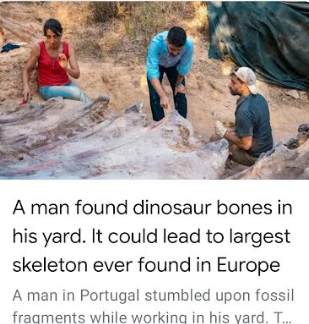 A man found dinosaur bones in
his yard. It could lead to largest
skeleton ever found in Europe
A man in Portugal stumbled upon fossil
fragments while working in his yard. T...